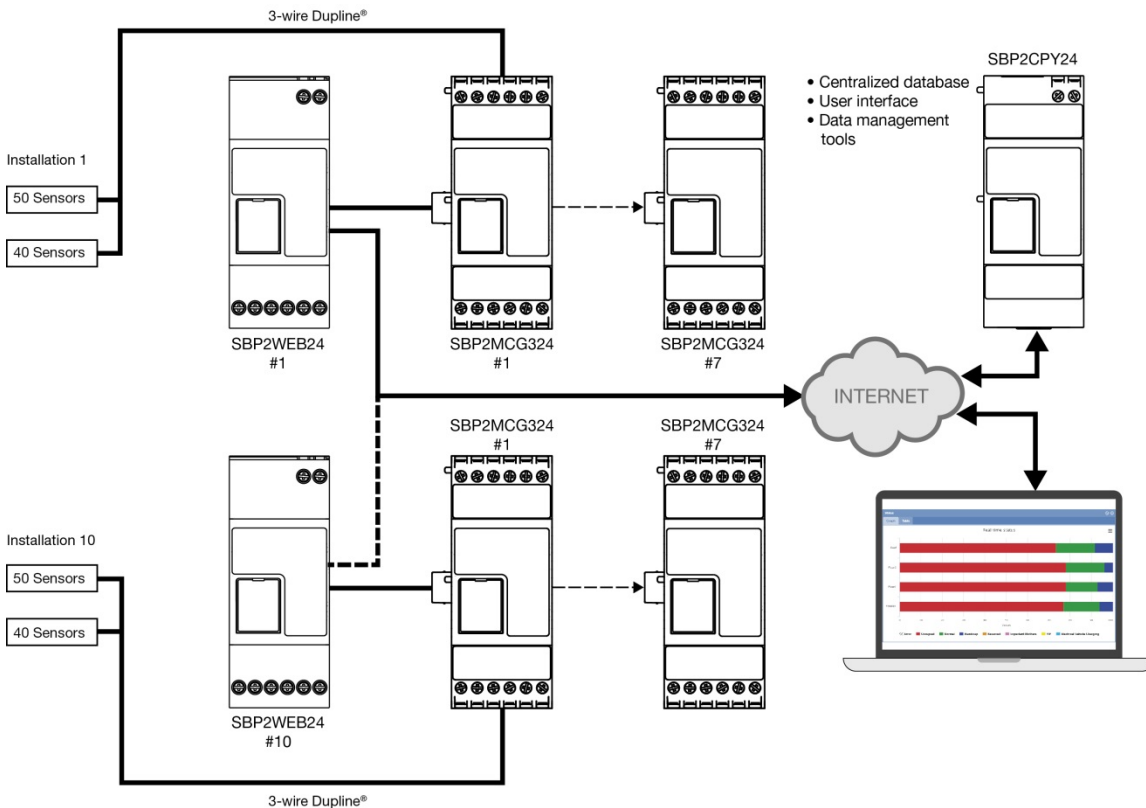 3-wire Dupline®
SBP2CPY24
• Centralized database
• User interface
• Data management
tools
Installation 1
50 Sensors
40 Sensors
SBP2WEB24
#1
SBP2MCG324
#1
SBP2MCG324
#7
INTERNET
SBP2MCG324
#1
SBP2MCG324
#7
Installation 10
50 Sensors
40 Sensors
SBP2WEB24
#10
3-wire Dupline®